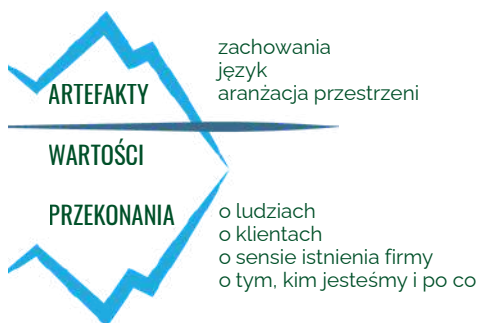 zachowania
język
ARTEFAKTY
aranżacja przestrzeni
WARTOŚCI
PRZEKONANIA
o ludziach
o klientach
o sensie istnienia firmy
o tym, kim jesteśmy i po co